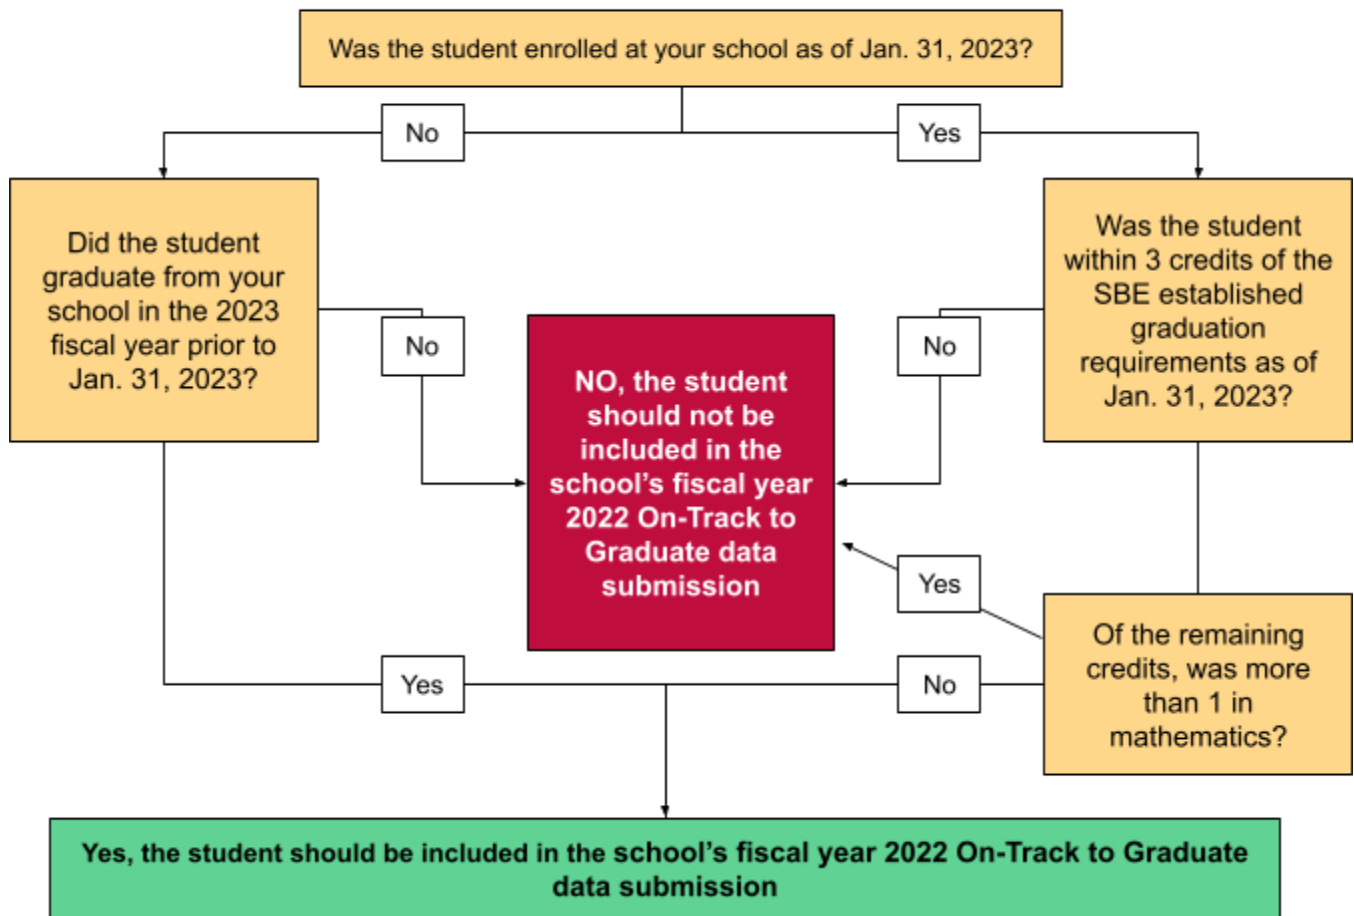 Was the student enrolled at your school as of Jan. 31, 2023?
No
Yes
Did the student
graduate from your
school in the 2023
fiscal year prior to
Jan. 31, 2023?
Was the student
within 3 credits of the
SBE established
graduation
requirements as of
Jan. 31, 2023?
No
No
NO, the student
should not be
included in the
school’s fiscal year
2022 On-Track to
Graduate data
submission
Yes
Of the remaining
credits, was more
than 1 in
mathematics?
Yes
No
Yes, the student should be included in the school’s fiscal year 2022 On-Track to Graduate
data submission